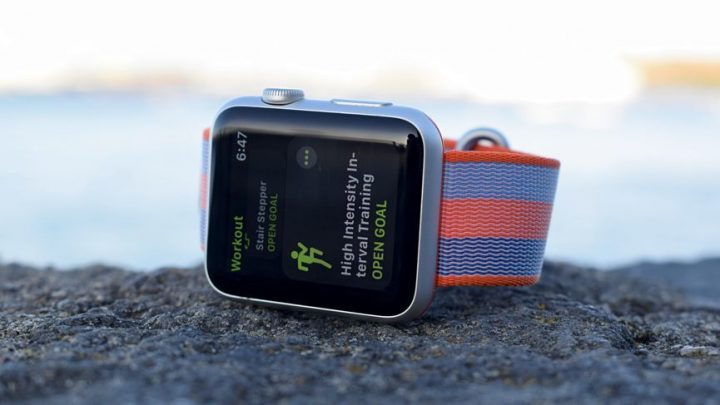 Workout
6:47
Stair Stepper
OPEN GOAL
High Intensity In-
terval Training
OPEN GOAL